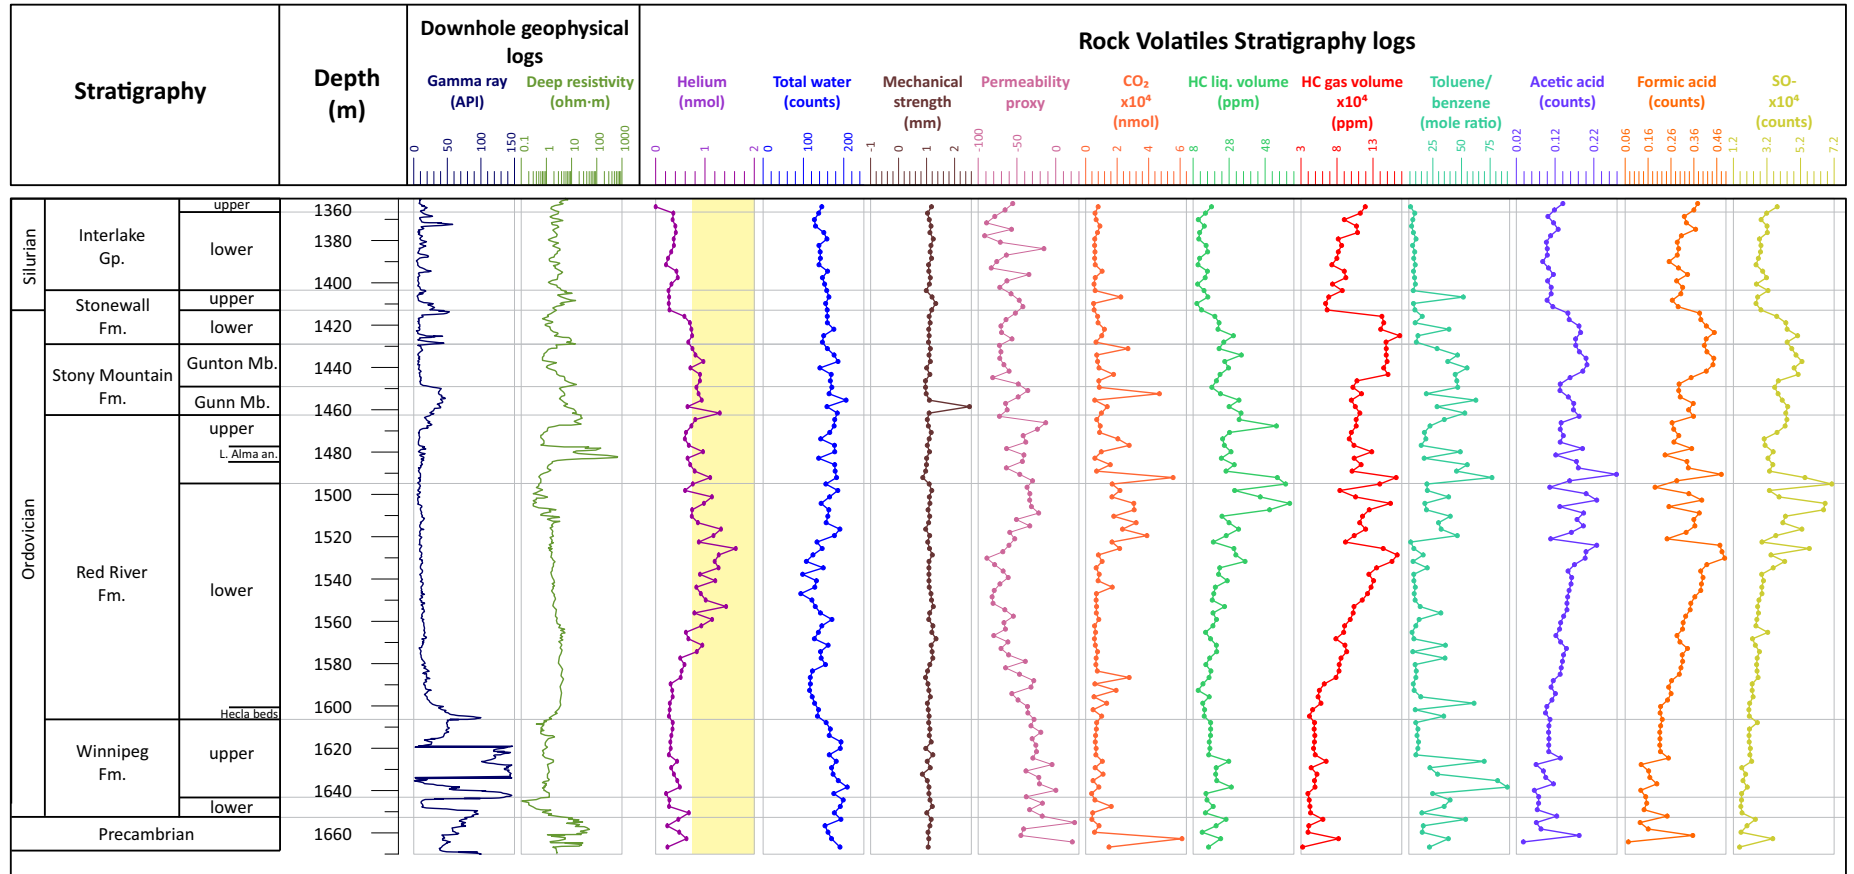 Stratigraphy
Depth
(m)
Downhole geophysical
logs
Rock Volatiles Stratigraphy logs
Gamma ray
(API)
Deep resistivity
(ohm·m)
Helium
(nmol)
Total water
(counts)
Mechanical
strength
(mm)
Permeability
proxy
CO₂
x10⁴
(nmol)
HC liq. volume
(ppm)
HC gas volume
x10⁴
(ppm)
Toluene/
benzene
(mole ratio)
Acetic acid
(counts)
Formic acid
(counts)
SO-
x10⁴
(counts)
0 50 100 150
0.1 1 10 100 1000
0 1 2
0 100 200
-1 0 1 2
-100 -50 0
0 2 4 6
8 28 48
3 8 13
25 50 75
0.02 0.12 0.22
0.06 0.16 0.26 0.36 0.46
1.2 3.2 5.2 7.2
Silurian
Ordovician
Interlake
Gp.
upper
lower
Stonewall
Fm.
upper
lower
Stony Mountain
Fm.
Gunton Mb.
Gunn Mb.
Red River
Fm.
upper
L. Alma an.
lower
Hecla beds
Winnipeg
Fm.
upper
lower
Precambrian
1360
1380
1400
1420
1440
1460
1480
1500
1520
1540
1560
1580
1600
1620
1640
1660